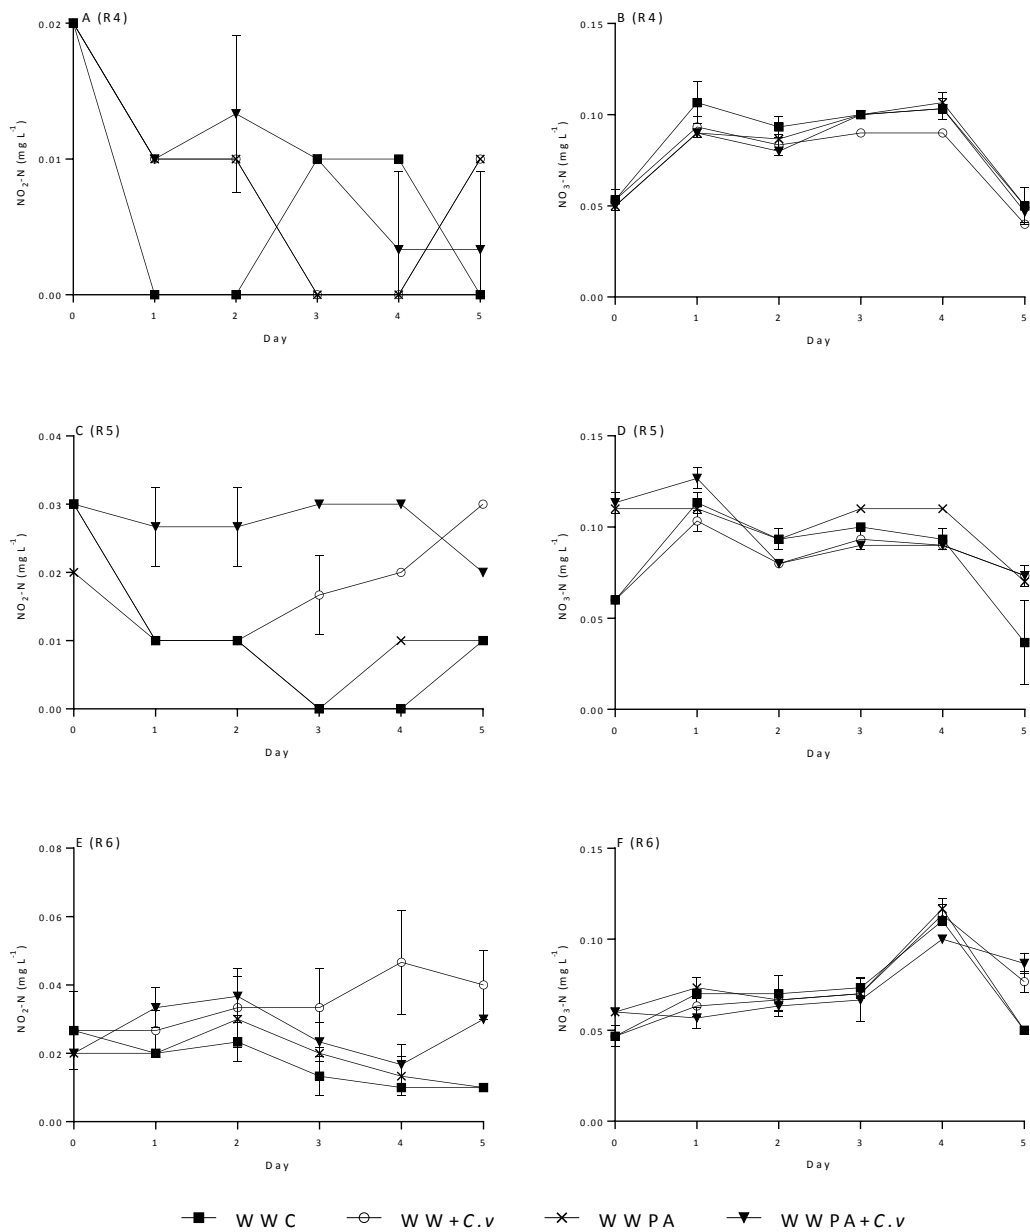 A (R4)
NO₂-N (mg L⁻¹)
0.02
0.01
0.00
0 1 2 3 4 5
Day
B (R4)
NO₃-N (mg L⁻¹)
0.15
0.10
0.05
0.00
0 1 2 3 4 5
Day
C (R5)
NO₂-N (mg L⁻¹)
0.04
0.03
0.02
0.01
0.00
0 1 2 3 4 5
Day
D (R5)
NO₃-N (mg L⁻¹)
0.15
0.10
0.05
0.00
0 1 2 3 4 5
Day
E (R6)
NO₂-N (mg L⁻¹)
0.08
0.06
0.04
0.02
0.00
0 1 2 3 4 5
Day
F (R6)
NO₃-N (mg L⁻¹)
0.15
0.10
0.05
0.00
0 1 2 3 4 5
Day
WWC WW+C.v WWPA WWPA+C.v